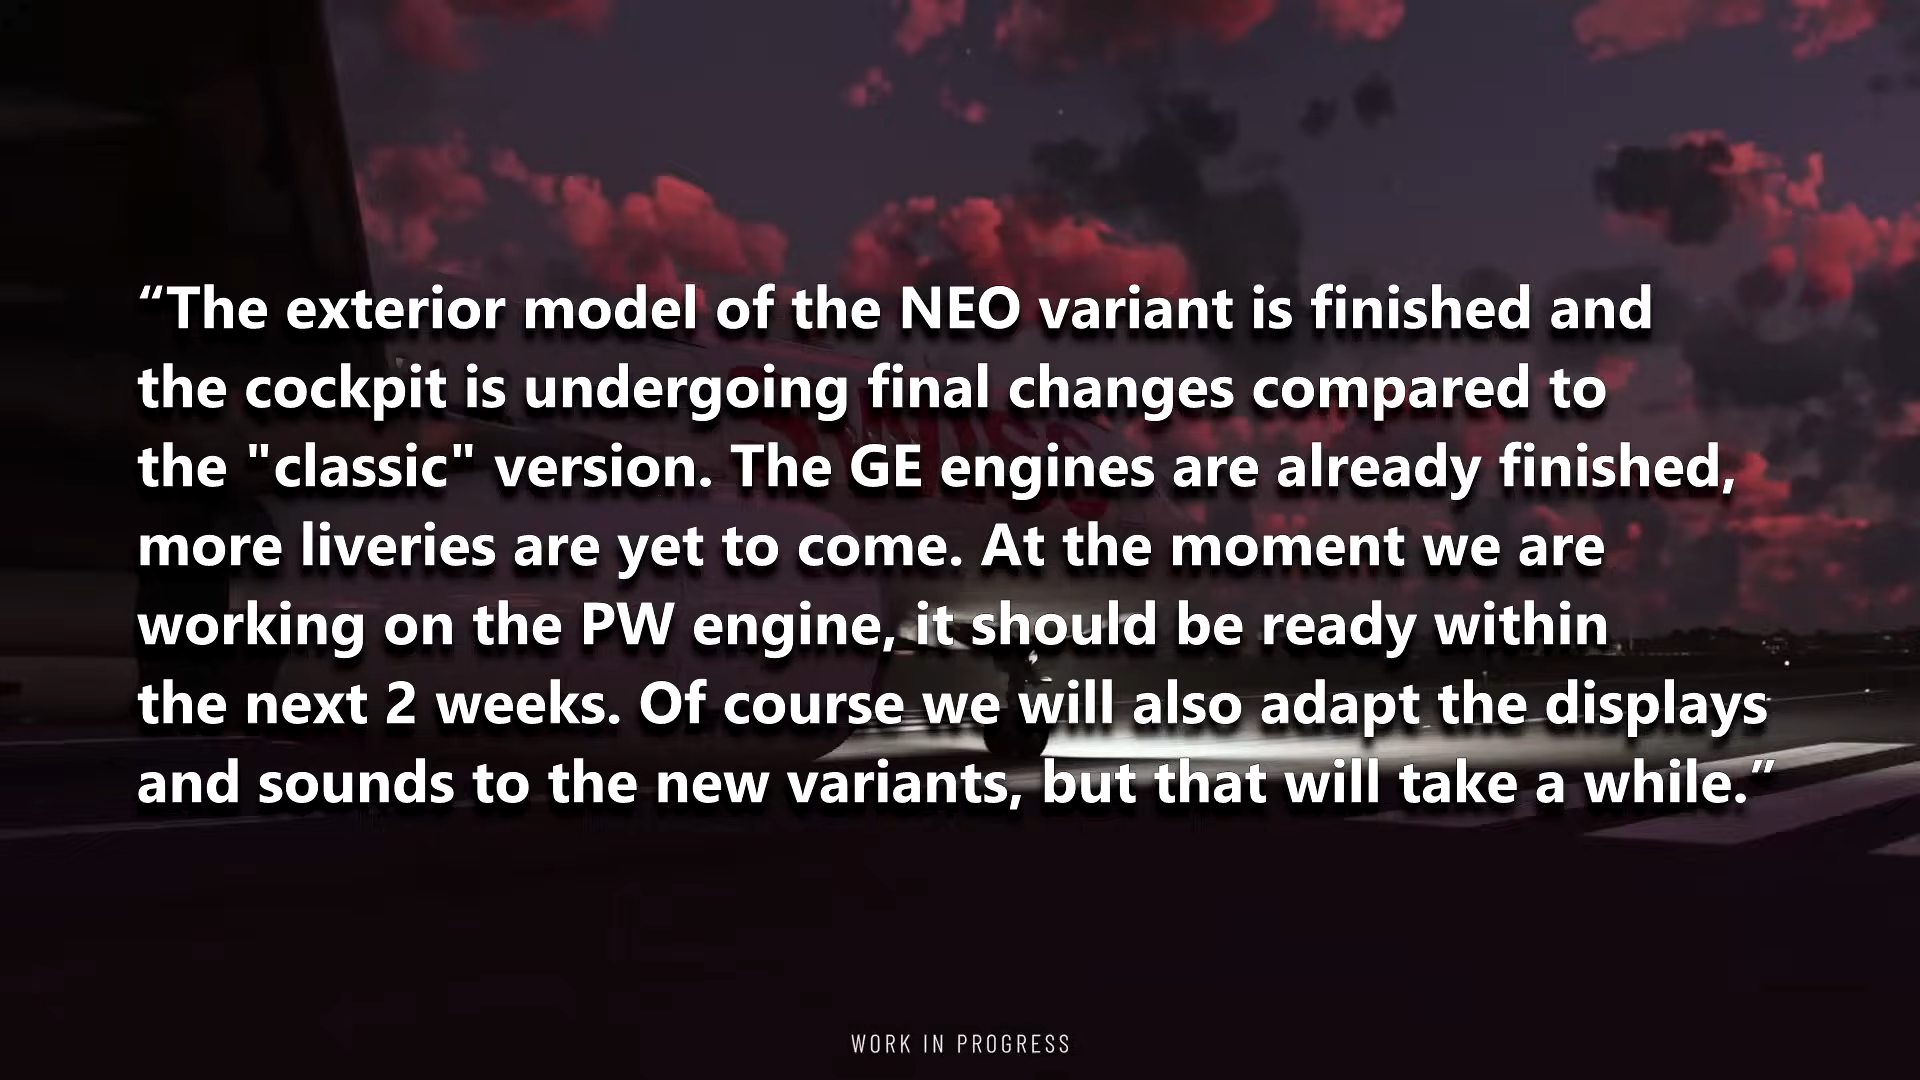 “The exterior model of the NEO variant is finished and
the cockpit is undergoing final changes compared to
the "classic" version. The GE engines are already finished,
more liveries are yet to come. At the moment we are
working on the PW engine, it should be ready within
the next 2 weeks. Of course we will also adapt the displays
and sounds to the new variants, but that will take a while.”
WORK IN PROGRESS